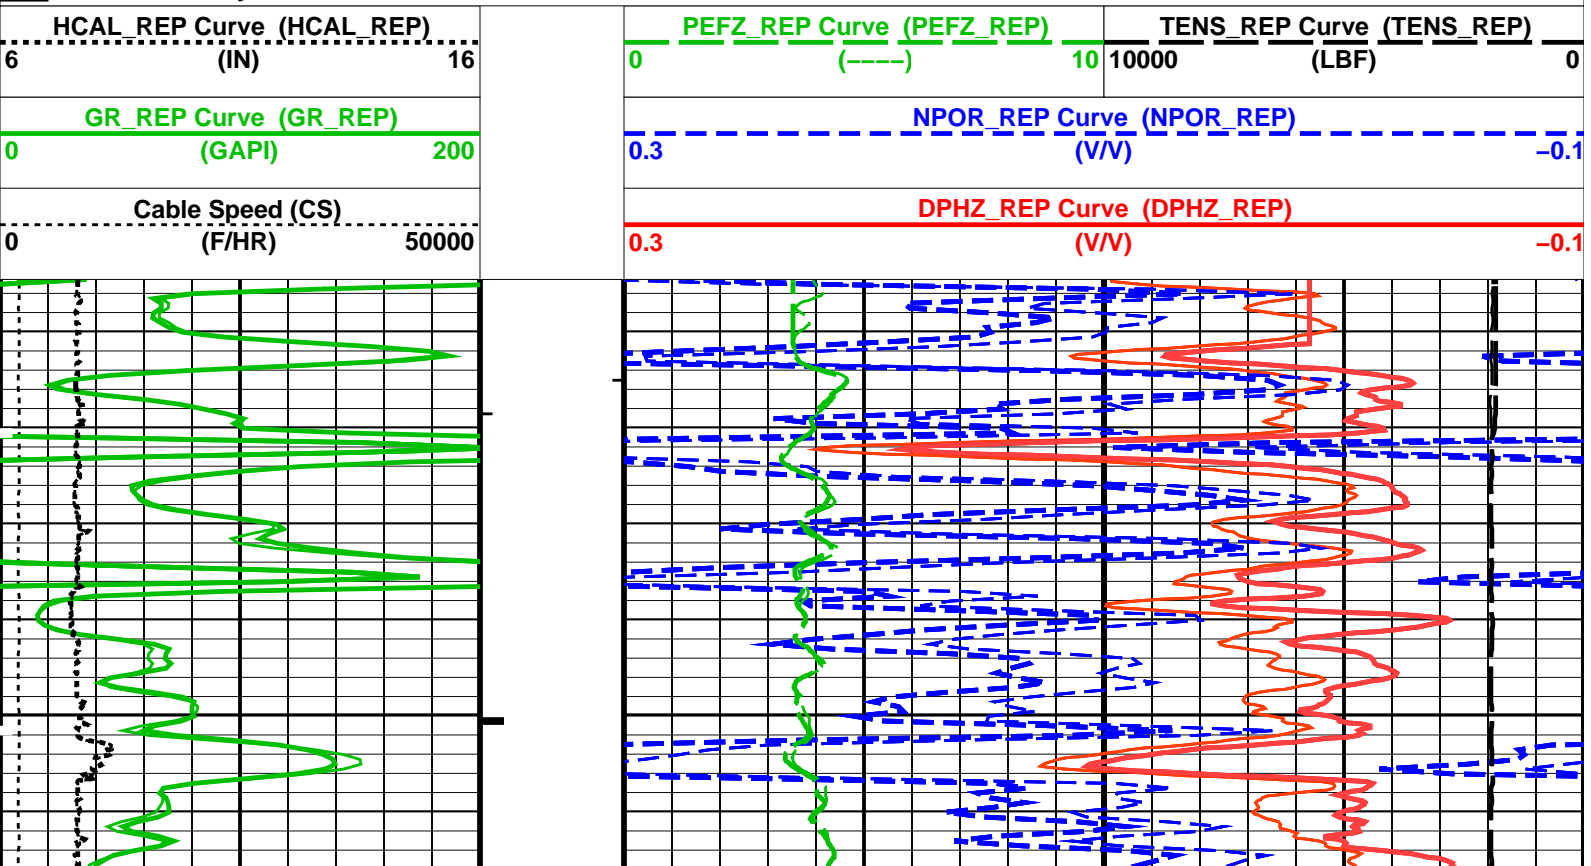 HCAL_REP Curve (HCAL_REP)
6 (IN) 16
GR_REP Curve (GR_REP)
0 (GAPI) 200
Cable Speed (CS)
0 (F/HR) 50000
PEFZ_REP Curve (PEFZ_REP)
0 (----) 10
TENS_REP Curve (TENS_REP)
10000 (LBF) 0
NPOR_REP Curve (NPOR_REP)
0.3 (V/V) -0.1
DPHZ_REP Curve (DPHZ_REP)
0.3 (V/V) -0.1